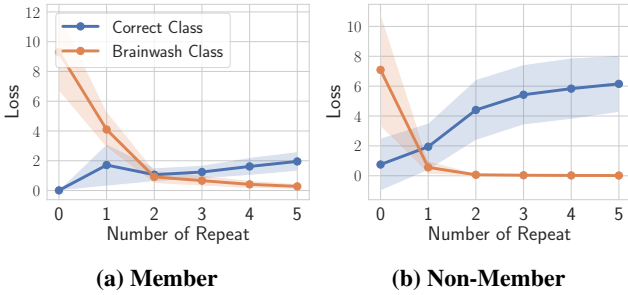 Correct Class
Brainwash Class
Loss
12
10
8
6
4
2
0
0 1 2 3 4 5
Number of Repeat
(a) Member
Loss
10
8
6
4
2
0
0 1 2 3 4 5
Number of Repeat
(b) Non-Member